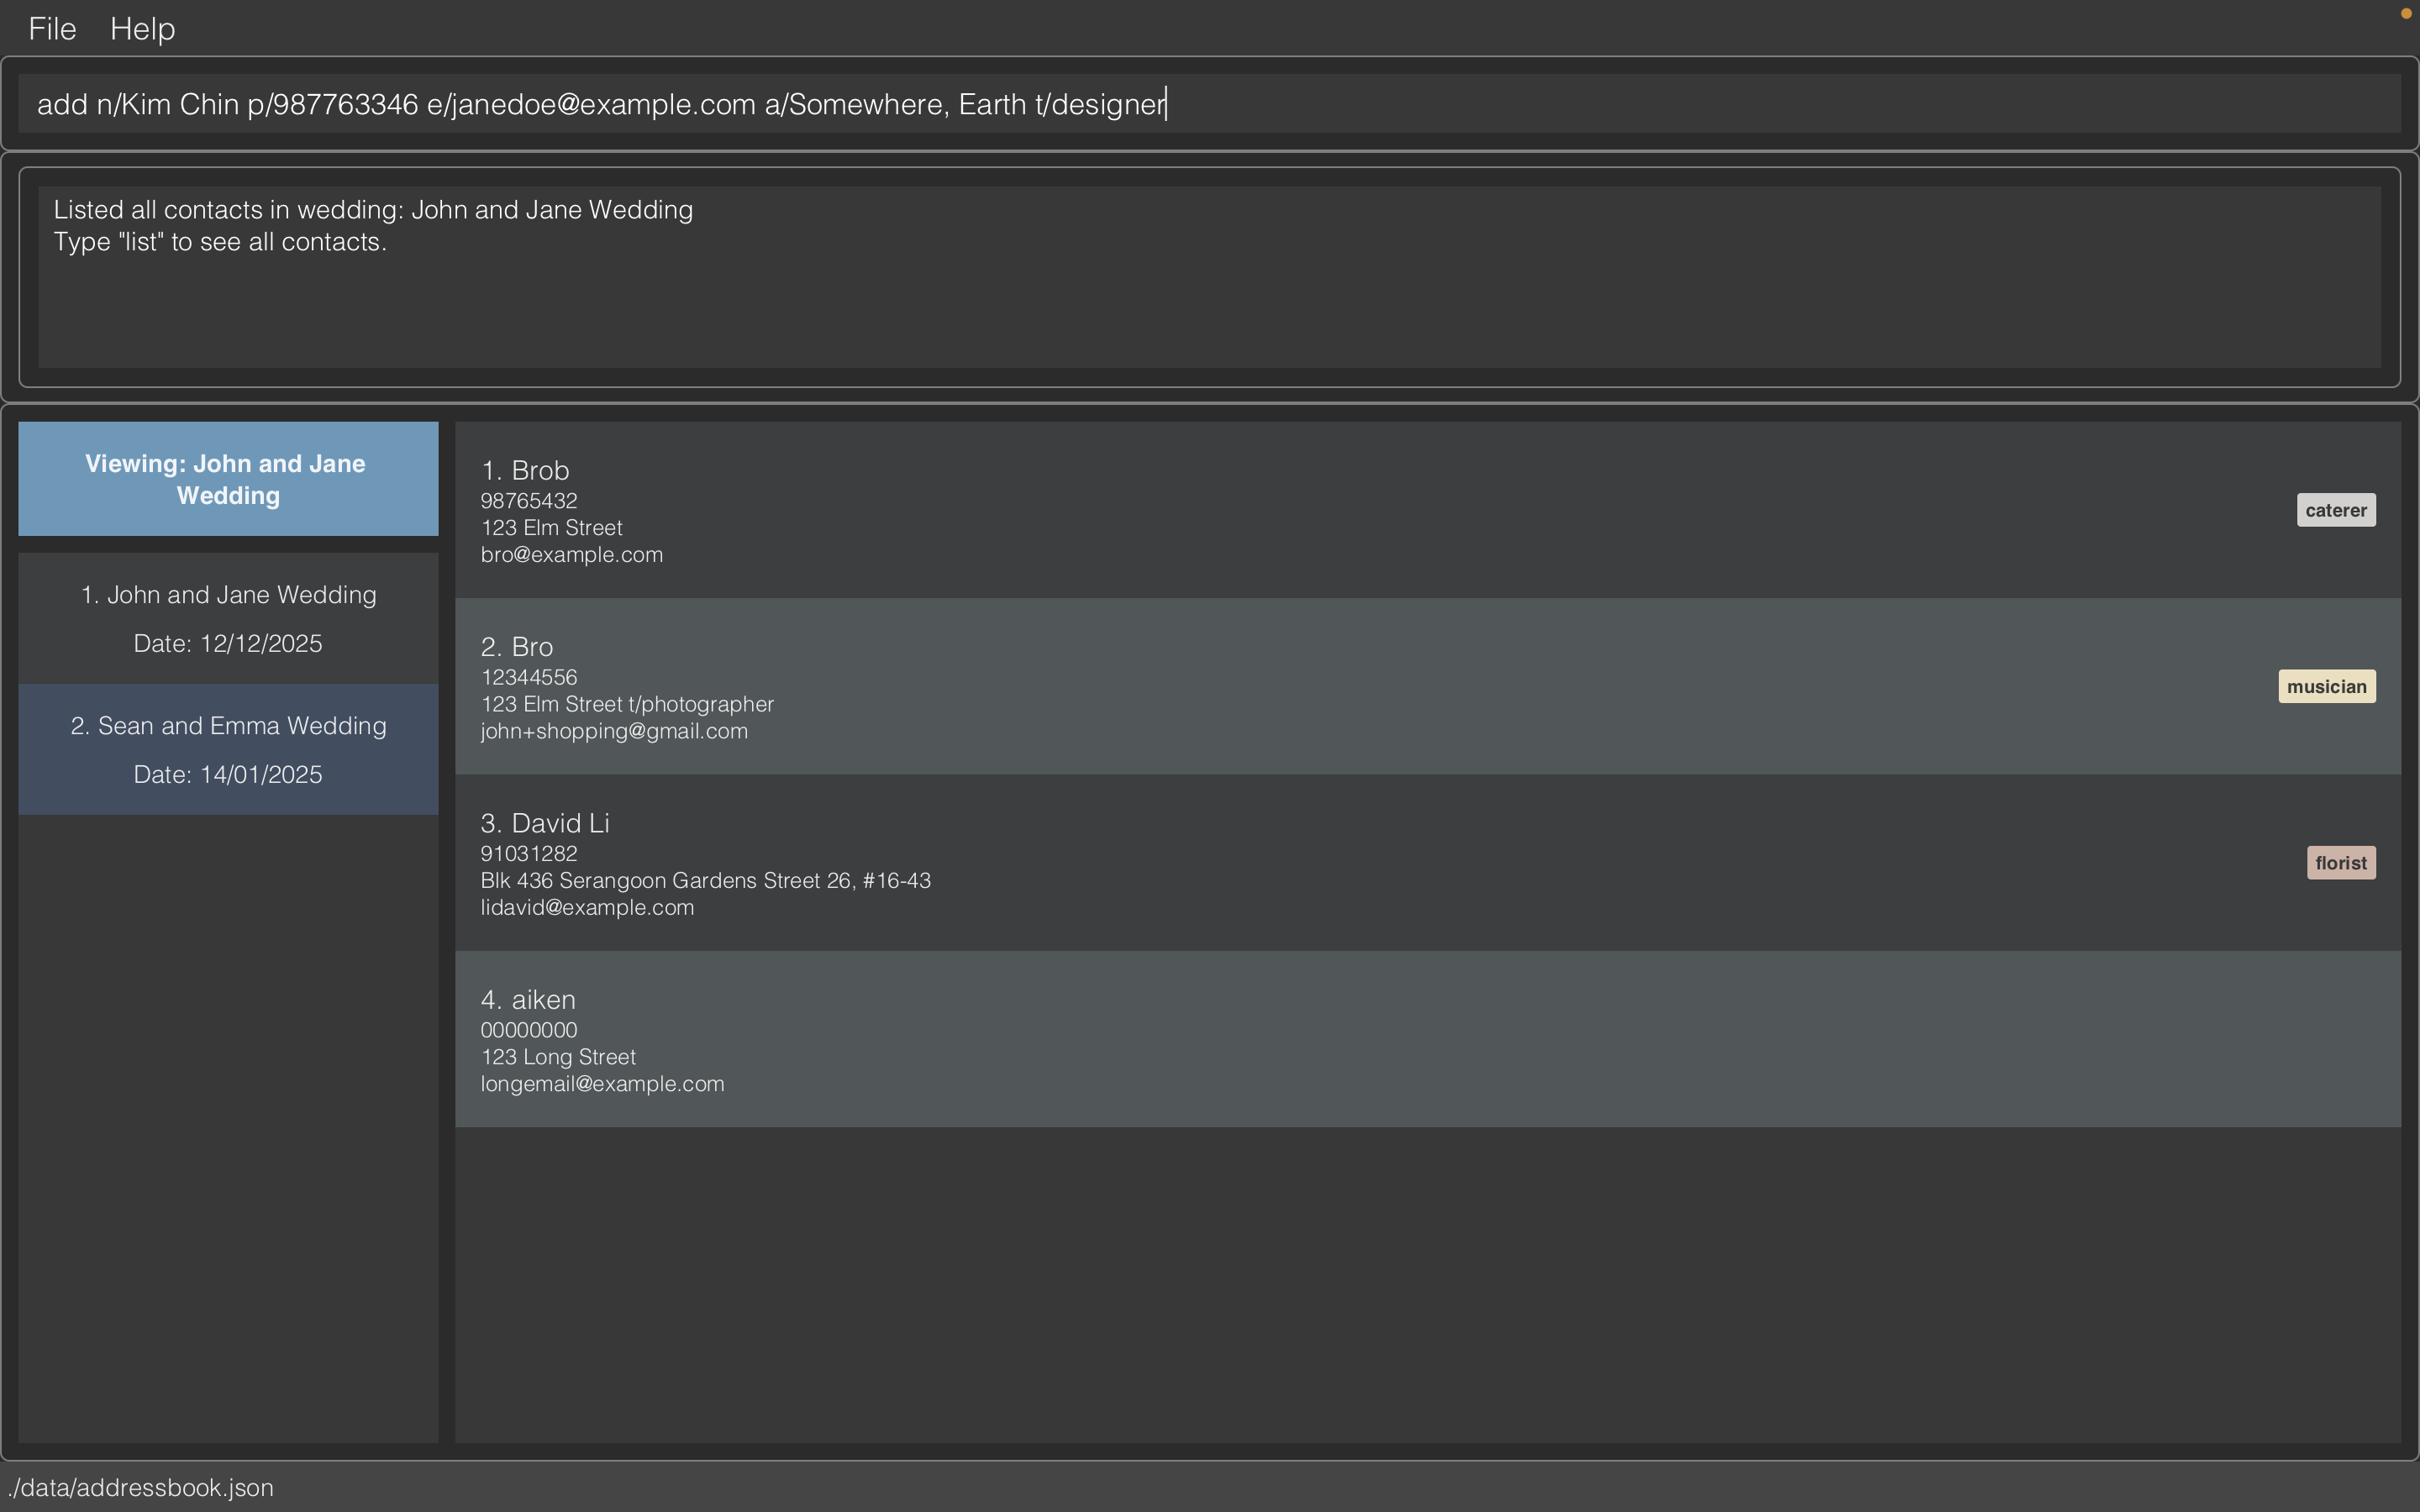 File Help
add n/Kim Chin p/987763346 e/janedoe@example.com a/Somewhere, Earth t/designer
Listed all contacts in wedding: John and Jane Wedding
Type "list" to see all contacts.
Viewing: John and Jane
Wedding
1. John and Jane Wedding
Date: 12/12/2025
2. Sean and Emma Wedding
Date: 14/01/2025
1. Brob
98765432
123 Elm Street
bro@example.com
caterer
2. Bro
12344556
123 Elm Street t/photographer
john+shopping@gmail.com
musician
3. David Li
91031282
Blk 436 Serangoon Gardens Street 26, #16-43
lidavid@example.com
florist
4. aiken
00000000
123 Long Street
longemail@example.com
./data/addressbook.json